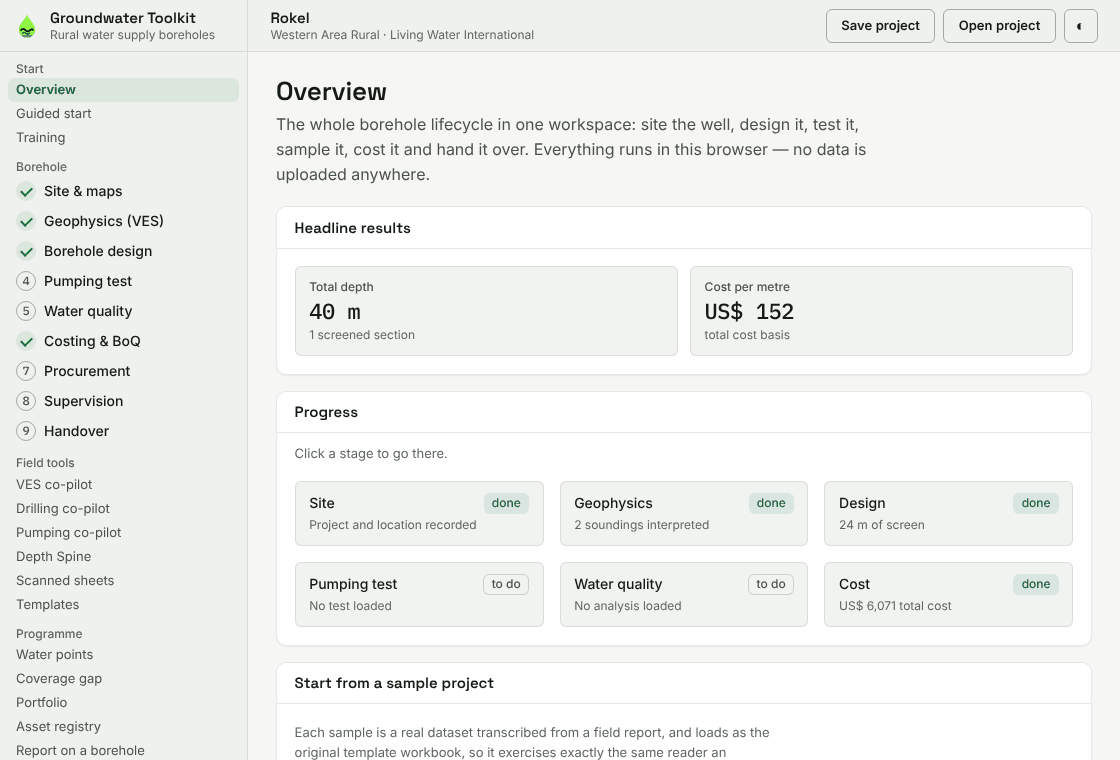 Groundwater Toolkit
Rural water supply boreholes
Rokel
Western Area Rural · Living Water International
Save project
Open project
Start
Overview
Guided start
Training
Borehole
Site & maps
Geophysics (VES)
Borehole design
4 Pumping test
5 Water quality
Costing & BoQ
7 Procurement
8 Supervision
9 Handover
Field tools
VES co-pilot
Drilling co-pilot
Pumping co-pilot
Depth Spine
Scanned sheets
Templates
Programme
Water points
Coverage gap
Portfolio
Asset registry
Report on a borehole
Overview
The whole borehole lifecycle in one workspace: site the well, design it, test it,
sample it, cost it and hand it over. Everything runs in this browser — no data is
uploaded anywhere.
Headline results
Total depth
40 m
1 screened section
Cost per metre
US$ 152
total cost basis
Progress
Click a stage to go there.
Site done
Project and location recorded
Geophysics done
2 soundings interpreted
Design done
24 m of screen
Pumping test to do
No test loaded
Water quality to do
No analysis loaded
Cost done
US$ 6,071 total cost
Start from a sample project
Each sample is a real dataset transcribed from a field report, and loads as the
original template workbook, so it exercises exactly the same reader an